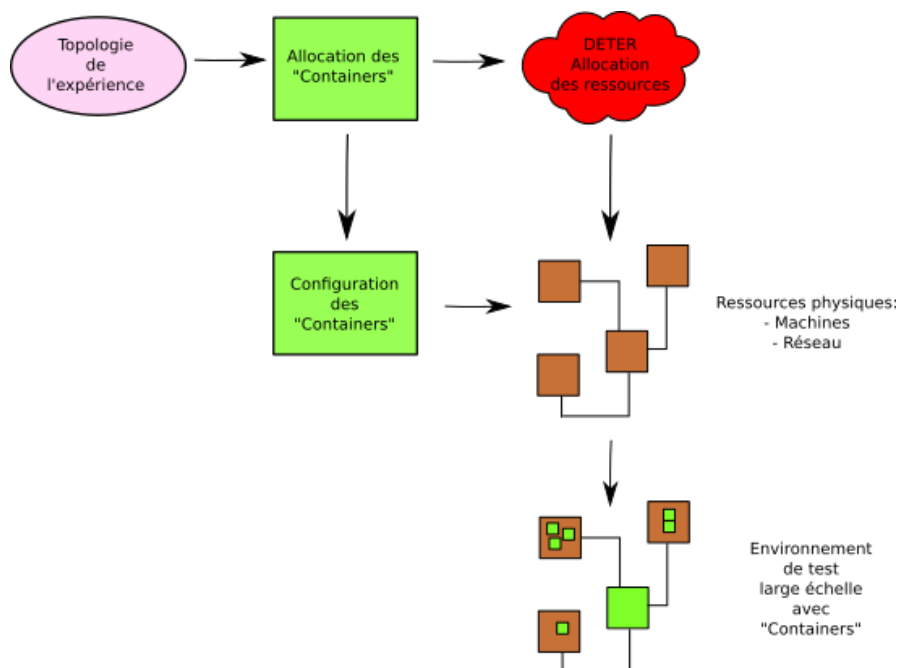 Topologie
de
l'expérience
Allocation des
"Containers"
DETER
Allocation
des ressources
Configuration
des
"Containers"
Ressources physiques:
- Machines
- Réseau
Environnement
de test
large échelle
avec
"Containers"